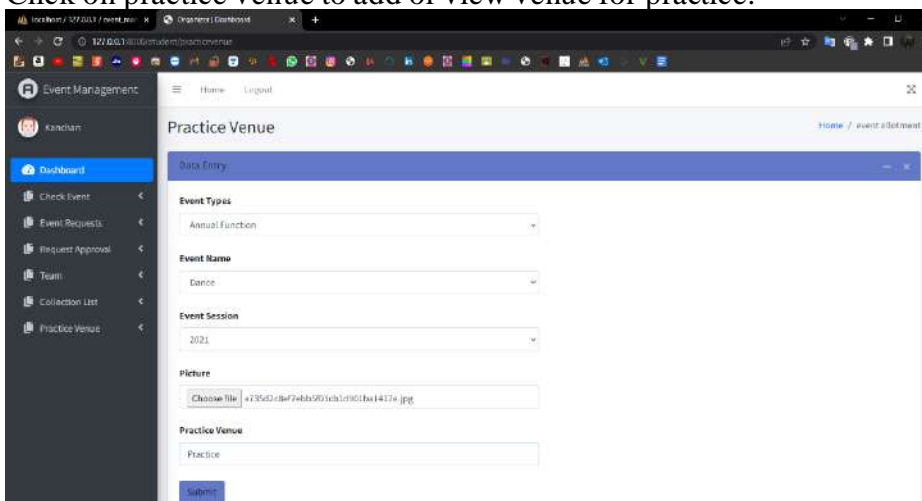 Click on practice venue to add or view venue for practice.
Organizer | Dashboard
Event Management
Home Logout
Kanchan
Practice Venue
Home / event allotment
Dashboard
Data Entry
Check Event
Event Types
Event Requests
Annual Function
Request Approval
Event Name
Team
Dance
Collection List
Event Session
Practice Venue
2021
Picture
Choose file
Practice Venue
Practice
Submit